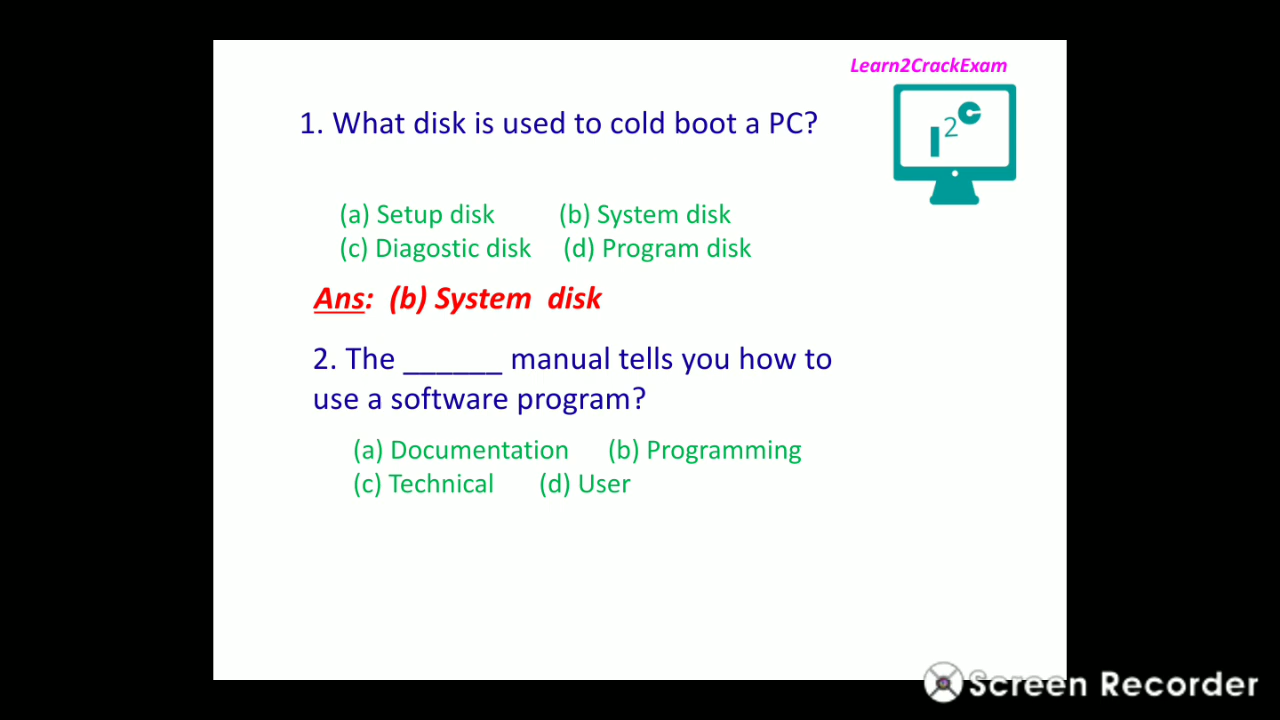 Learn2CrackExam
1. What disk is used to cold boot a PC?
l2c
(a) Setup disk (b) System disk
(c) Diagostic disk (d) Program disk
Ans: (b) System disk
2. The ______ manual tells you how to
use a software program?
(a) Documentation (b) Programming
(c) Technical (d) User
Screen Recorder